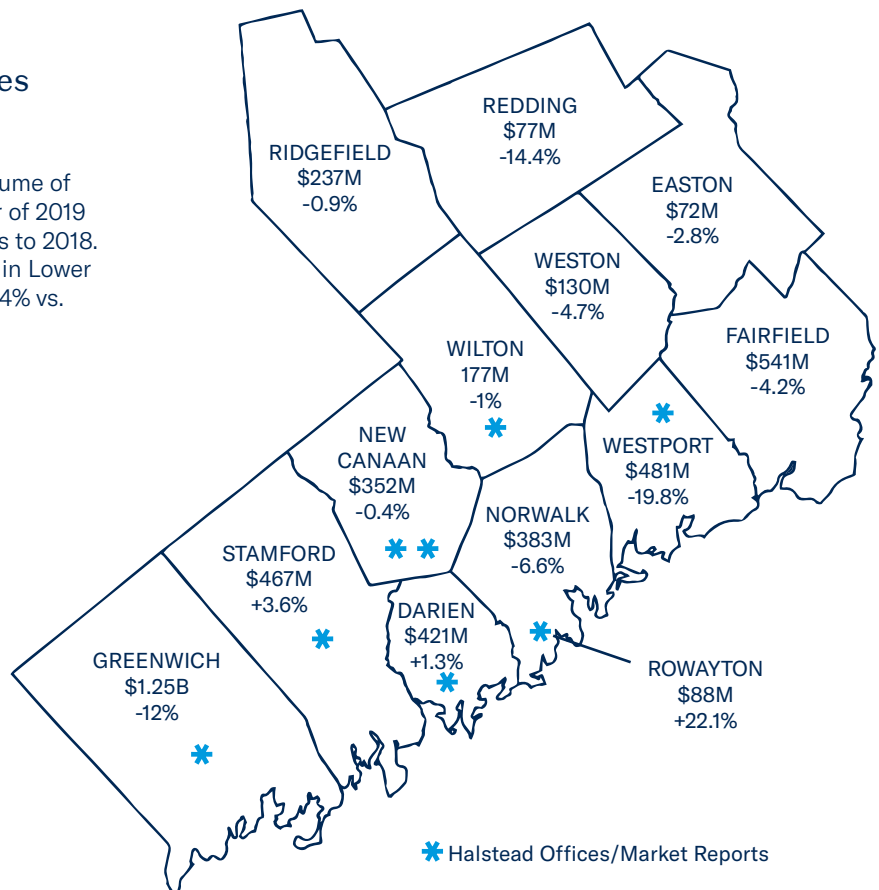 es
ume of
r of 2019
s to 2018.
in Lower
4% vs.
RIDGEFIELD
$237M
-0.9%
REDDING
$77M
-14.4%
EASTON
$72M
-2.8%
WESTON
$130M
-4.7%
FAIRFIELD
$541M
-4.2%
WILTON
177M
-1%
WESTPORT
$481M
-19.8%
NEW
CANAAN
$352M
-0.4%
NORWALK
$383M
-6.6%
STAMFORD
$467M
+3.6%
DARIEN
$421M
+1.3%
GREENWICH
$1.25B
-12%
ROWAYTON
$88M
+22.1%
Halstead Offices/Market Reports